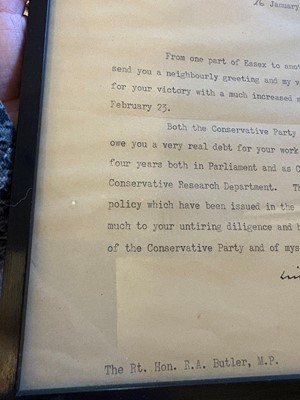 26 January
From one part of Essex to anot
send you a neighbourly greeting and my
for your victory with a much increased
February 23.
Both the Conservative Party
owe you a very real debt for your work
four years both in Parliament and as C
Conservative Research Department.
policy which have been issued in the
much to your untiring diligence and h
of the Conservative Party and of mys
The Rt. Hon. R.A. Butler, M.P.